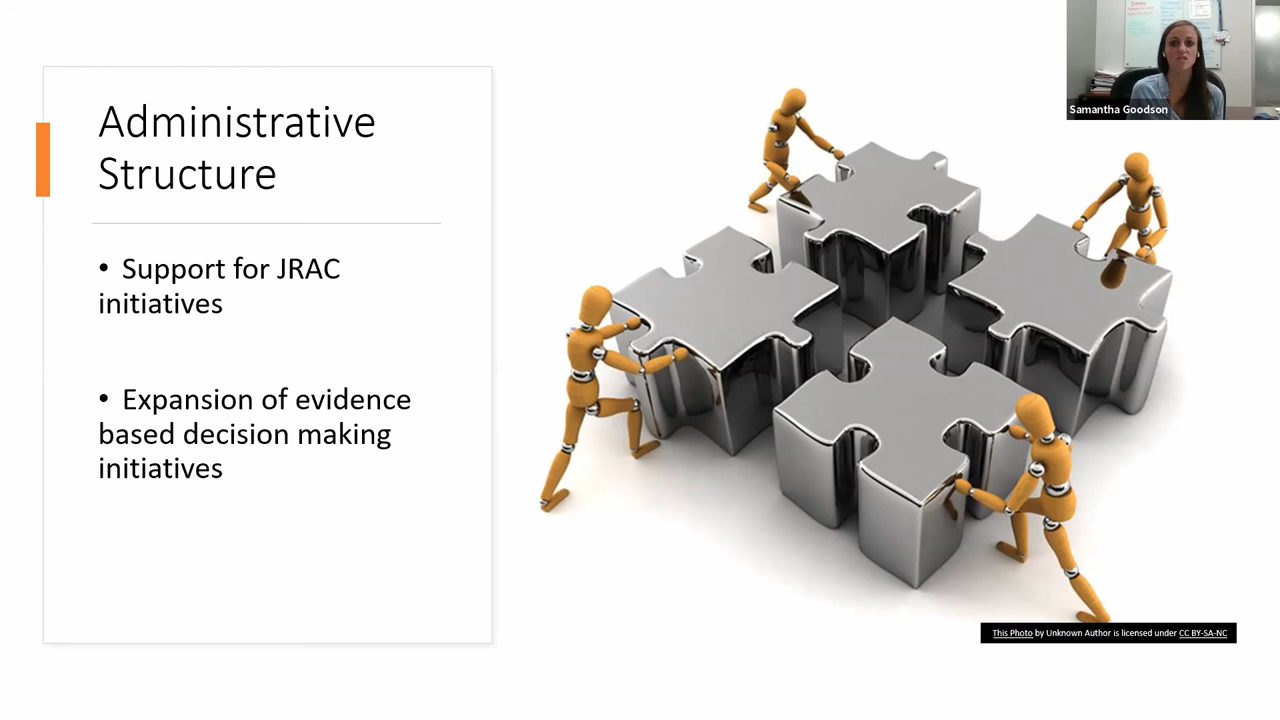 Administrative
Structure
• Support for JRAC
initiatives
• Expansion of evidence
based decision making
initiatives
Samantha Goodson
This Photo by Unknown Author is licensed under CC BY-SA-NC